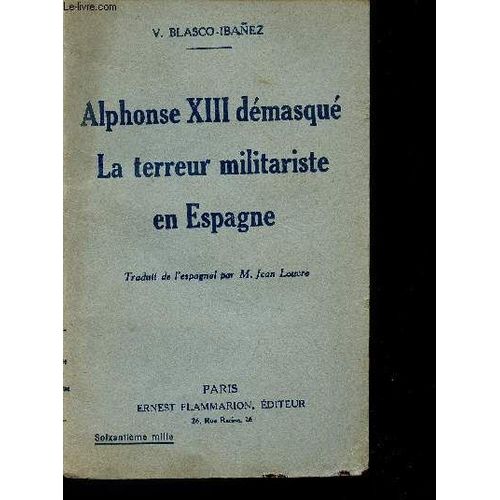 Le-livre.com
V. BLASCO-IBAÑEZ
Alphonse XIII démasqué
La terreur militariste
en Espagne
Traduit de l'espagnol par M. Jean Louvre
PARIS
ERNEST FLAMMARION, ÉDITEUR
26, Rue Racine, 26
Soixantième mille